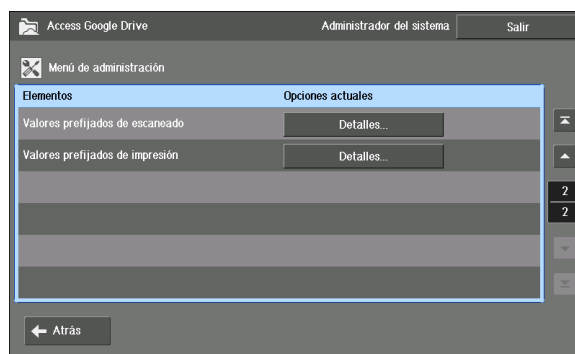 Access Google Drive Administrador del sistema Salir
Menú de administración
Elementos Opciones actuales
Valores prefijados de escaneado Detalles...
Valores prefijados de impresión Detalles...
2
2
Atrás